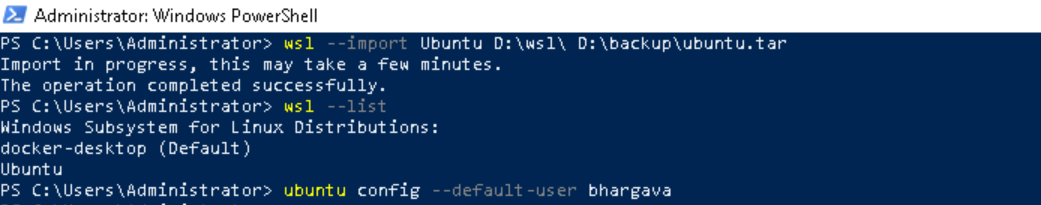 Administrator: Windows PowerShell
PS C:\Users\Administrator> wsl --import Ubuntu D:\wsl\ D:\backup\ubuntu.tar
Import in progress, this may take a few minutes.
The operation completed successfully.
PS C:\Users\Administrator> wsl --list
Windows Subsystem for Linux Distributions:
docker-desktop (Default)
Ubuntu
PS C:\Users\Administrator> ubuntu config --default-user bhargava